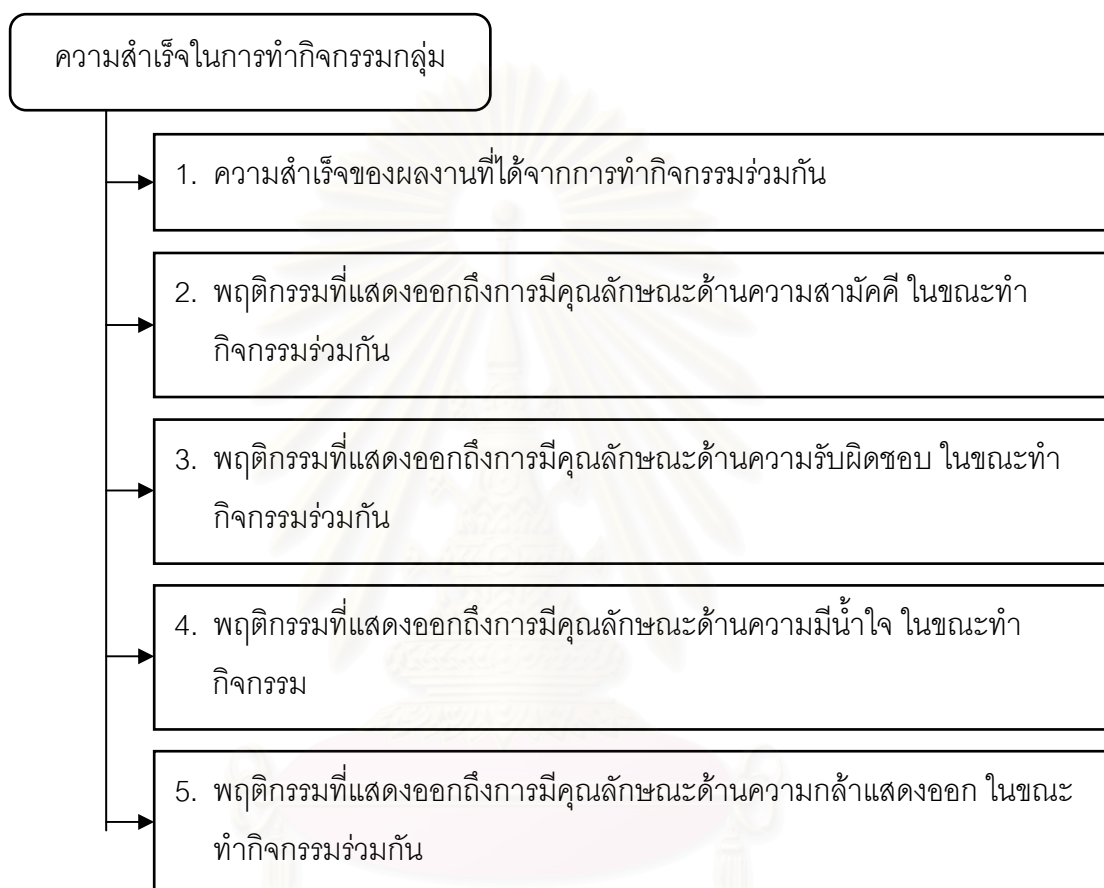 ความสำเร็จในการทำกิจกรรมกลุ่ม
1. ความสำเร็จของผลงานที่ได้จากการทำกิจกรรมร่วมกัน
2. พฤติกรรมที่แสดงออกถึงการมีคุณลักษณะด้านความสามัคคี ในขณะทำ
กิจกรรมร่วมกัน
3. พฤติกรรมที่แสดงออกถึงการมีคุณลักษณะด้านความรับผิดชอบ ในขณะทำ
กิจกรรมร่วมกัน
4. พฤติกรรมที่แสดงออกถึงการมีคุณลักษณะด้านความมีน้ำใจ ในขณะทำ
กิจกรรม
5. พฤติกรรมที่แสดงออกถึงการมีคุณลักษณะด้านความกล้าแสดงออก ในขณะ
ทำกิจกรรมร่วมกัน